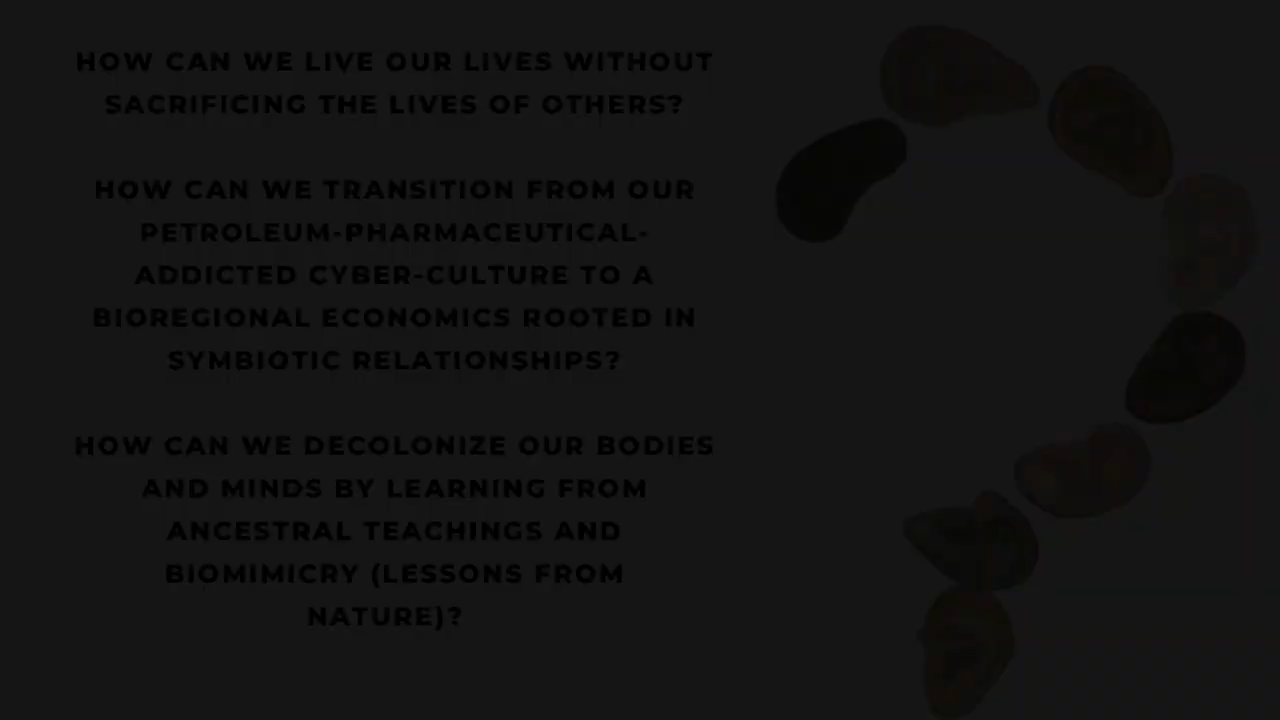 HOW CAN WE LIVE OUR LIVES WITHOUT
SACRIFICING THE LIVES OF OTHERS?
HOW CAN WE TRANSITION FROM OUR
PETROLEUM-PHARMACEUTICAL-
ADDICTED CYBER-CULTURE TO A
BIOREGIONAL ECONOMICS ROOTED IN
SYMBIOTIC RELATIONSHIPS?
HOW CAN WE DECOLONIZE OUR BODIES
AND MINDS BY LEARNING FROM
ANCESTRAL TEACHINGS AND
BIOMIMICRY (LESSONS FROM
NATURE)?